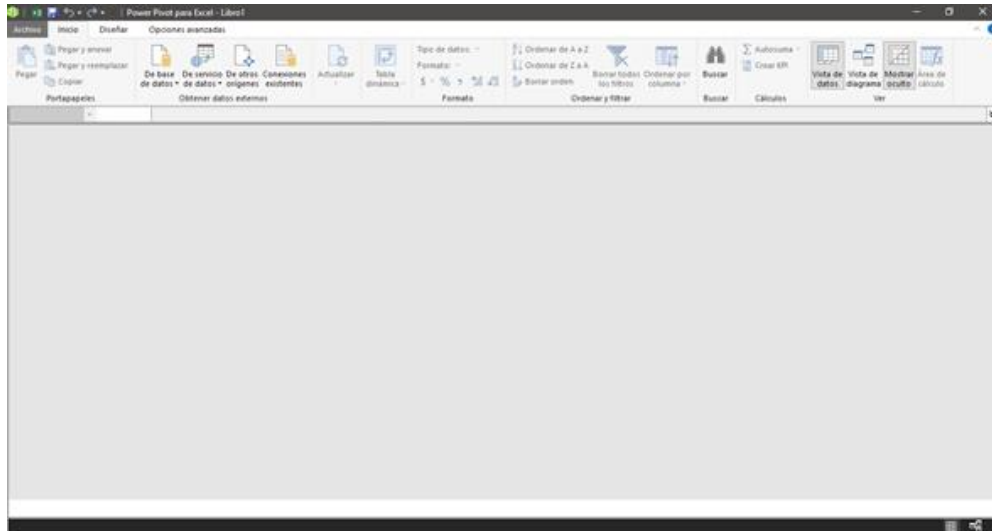 Power Pivot para Excel - Libro1
Archivo Inicio Diseñar Opciones avanzadas
Pegar
Pegar y anexar
Pegar y reemplazar
Copiar
Portapapeles
De base de datos
De servicio de datos
De otros orígenes
Conexiones existentes
Obtener datos externos
Actualizar
Tabla dinámica
Tipo de datos:
Formato:
$ % ,
Formato
Ordenar de A a Z
Ordenar de Z a A
Borrar orden
Borrar todos los filtros
Ordenar por columna
Ordenar y filtrar
Buscar
Buscar
Autosuma
Crear KPI
Cálculos
Vista de datos
Vista de diagrama
Mostrar oculto
Área de cálculo
Ver